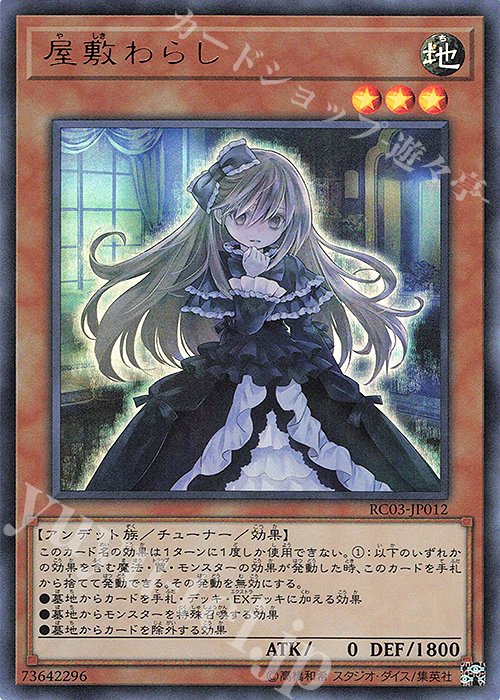 屋敷わらし
やしき
地
ち
カードショップ 遊々亭
RC03-JP012
【アンデット族／チューナー／効果】
このカード名の効果は1ターンに1度しか使用できない。①：以下のいずれか
の効果を含む魔法・罠・モンスターの効果が発動した時、このカードを手札
から捨てて発動できる。その発動を無効にする。
●墓地からカードを手札・デッキ・EXデッキに加える効果
●墓地からモンスターを特殊召喚する効果
●墓地からカードを除外する効果
ATK/ 0 DEF/1800
73642296
©高橋和希 スタジオ・ダイス/集英社